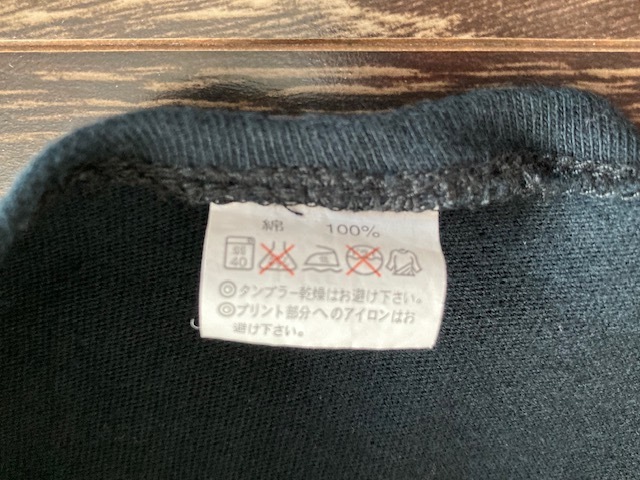 綿 100%
弱
40
◎タンブラー乾燥はお避け下さい。
◎プリント部分へのアイロンはお
避け下さい。